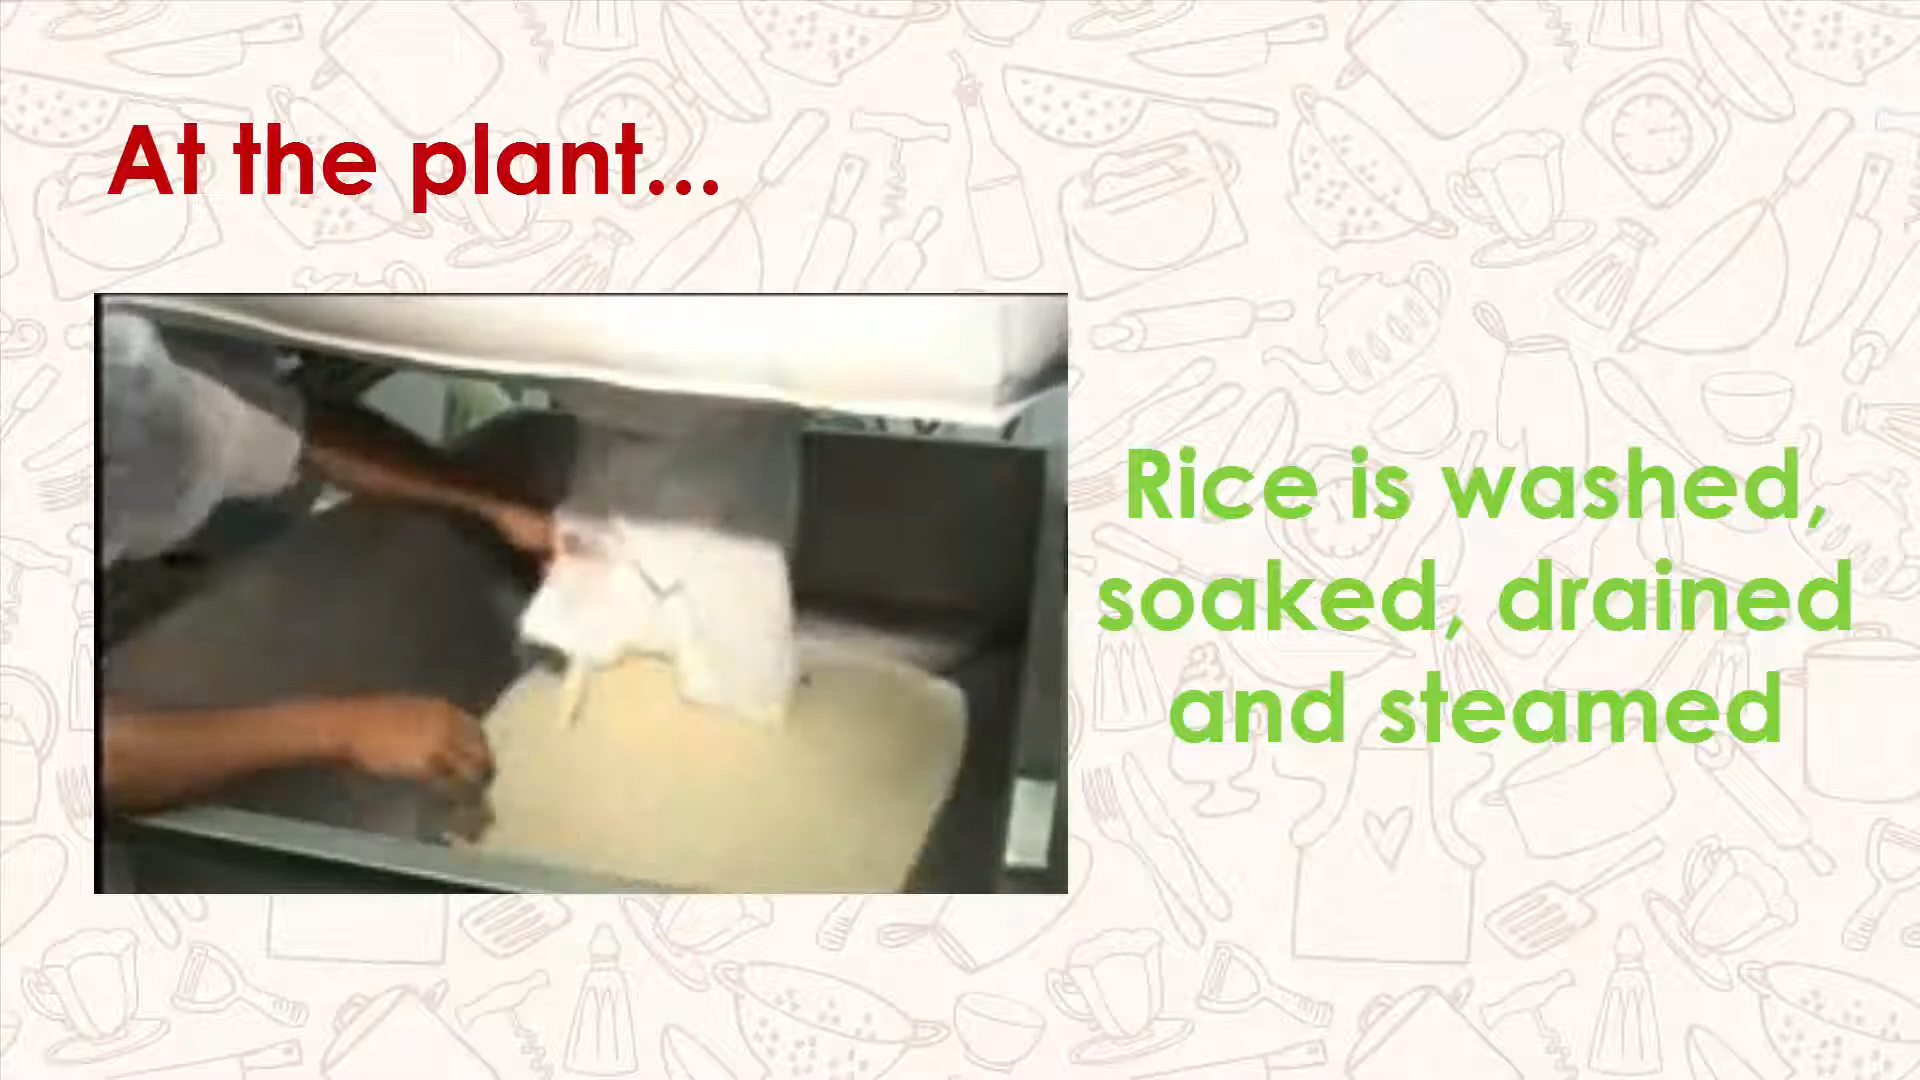 At the plant...
Rice is washed,
soaked, drained
and steamed